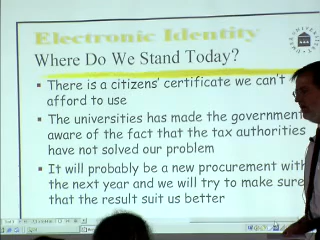 Electronic Identity
Where Do We Stand Today?
There is a citizens' certificate we can't
afford to use
The universities has made the government
aware of the fact that the tax authorities
have not solved our problem
It will probably be a new procurement with
the next year and we will try to make sure
that the result suit us better